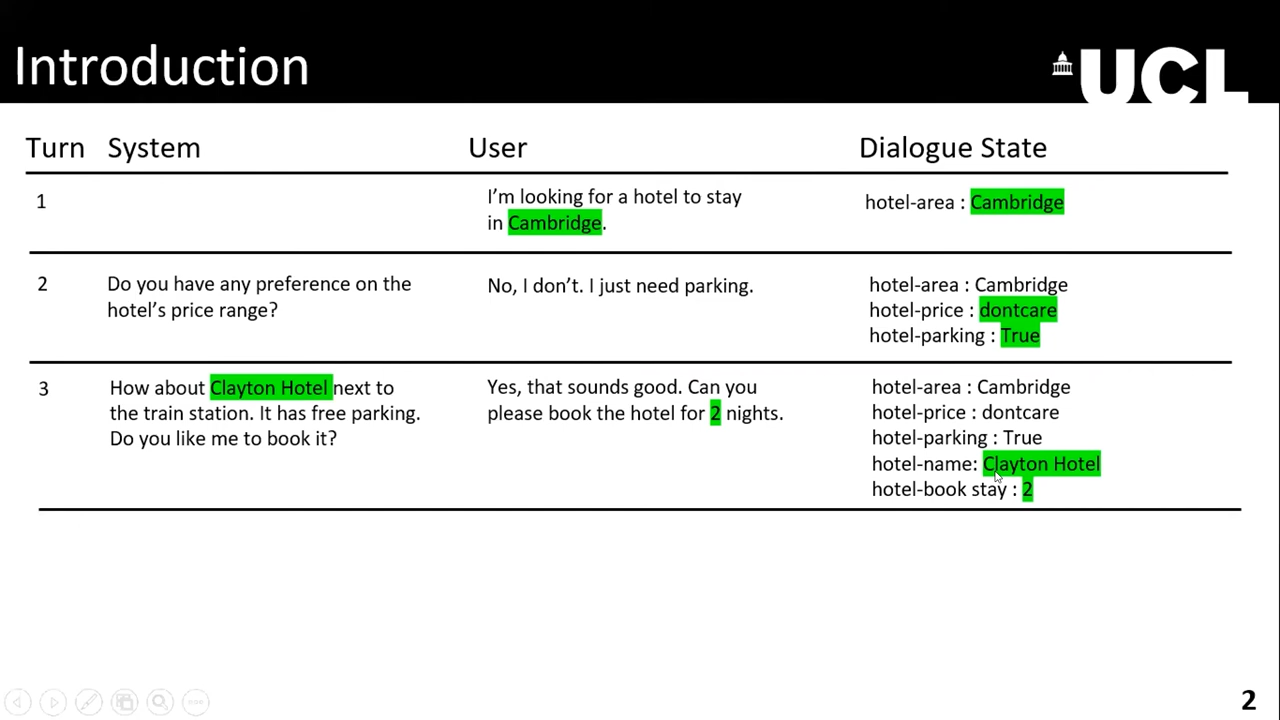 Introduction
UCL
Turn System User Dialogue State
1
I'm looking for a hotel to stay
in Cambridge.
hotel-area : Cambridge
2
Do you have any preference on the
hotel's price range?
No, I don't. I just need parking.
hotel-area : Cambridge
hotel-price : dontcare
hotel-parking : True
3
How about Clayton Hotel next to
the train station. It has free parking.
Do you like me to book it?
Yes, that sounds good. Can you
please book the hotel for 2 nights.
hotel-area : Cambridge
hotel-price : dontcare
hotel-parking : True
hotel-name: Clayton Hotel
hotel-book stay : 2
2